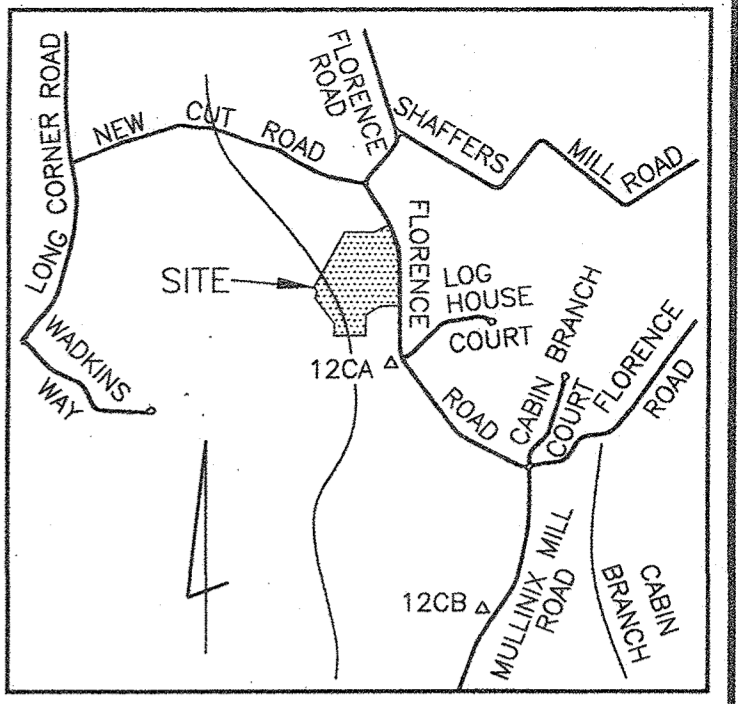 LONG CORNER ROAD
NEW CUT ROAD
FLORENCE
ROAD
SHAFFERS MILL ROAD
FLORENCE ROAD
SITE
LOG
HOUSE
COURT
12CA
WADKINS
WAY
CABIN BRANCH
COURT
FLORENCE
ROAD
12CB
MULLINIX MILL
ROAD
CABIN
BRANCH